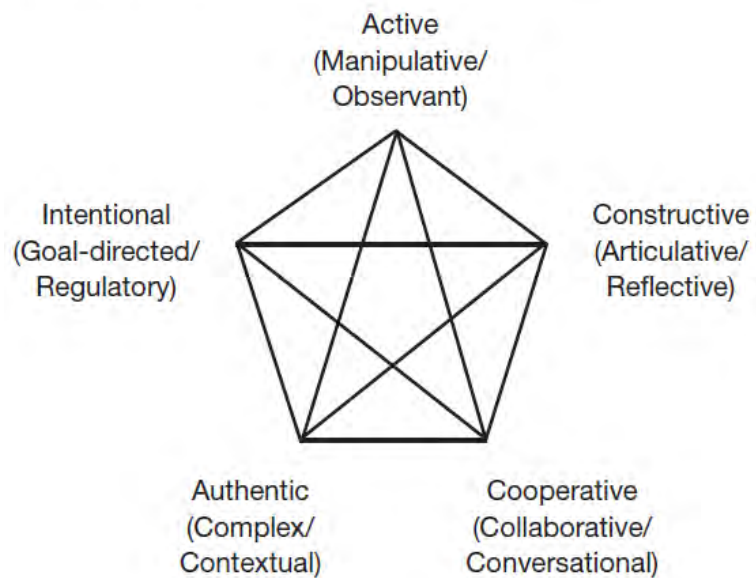 Active
(Manipulative/
Observant)
Intentional
(Goal-directed/
Regulatory)
Constructive
(Articulative/
Reflective)
Authentic
(Complex/
Contextual)
Cooperative
(Collaborative/
Conversational)